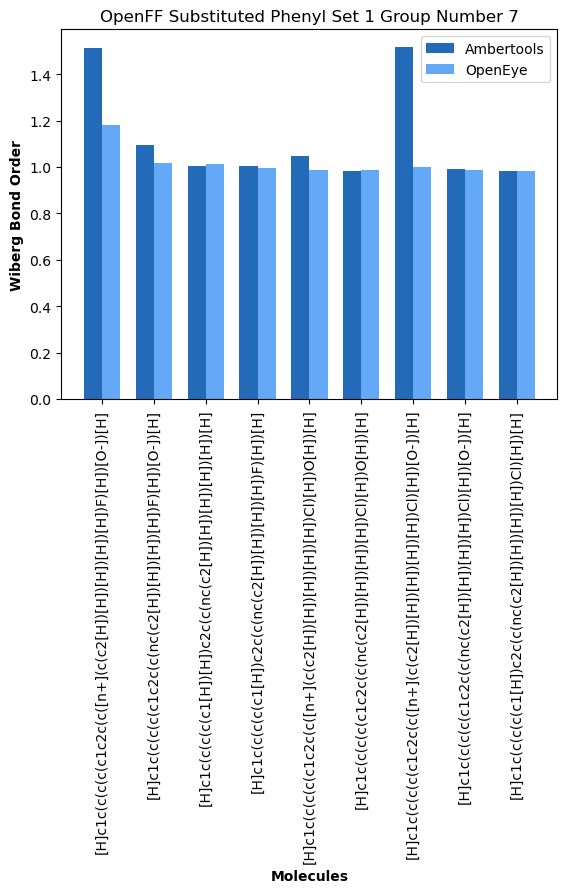 OpenFF Substituted Phenyl Set 1 Group Number 7
Ambertools
OpenEye
Wiberg Bond Order
1.4
1.2
1.0
0.8
0.6
0.4
0.2
0.0
[H]c1c(c(c(c(c1c2c(c([n+](c(c2[H])[H])[H])[H])[H])F)[H])[O-])[H]
[H]c1c(c(c(c(c1c2c(c(nc(c2[H])[H])[H])[H])[H])F)[H])[O-])[H]
[H]c1c(c(c(c(c1[H])[H])c2c(c(nc(c2[H])[H])[H])[H])[H])[H]
[H]c1c(c(c(c(c1[H])c2c(c(nc(c2[H])[H])[H])[H])[H])F)[H])[H]
[H]c1c(c(c(c(c1c2c(c([n+](c(c2[H])[H])[H])[H])[H])[H])Cl)[H])O[H])[H]
[H]c1c(c(c(c(c1c2c(c(nc(c2[H])[H])[H])[H])[H])Cl)[H])O[H])[H]
[H]c1c(c(c(c(c1c2c(c([n+](c(c2[H])[H])[H])[H])[H])[H])Cl)[H])[O-])[H]
[H]c1c(c(c(c(c1c2c(c(nc(c2[H])[H])[H])[H])[H])Cl)[H])[O-])[H]
[H]c1c(c(c(c(c1[H])c2c(c(nc(c2[H])[H])[H])[H])[H])Cl)[H])[H]
Molecules